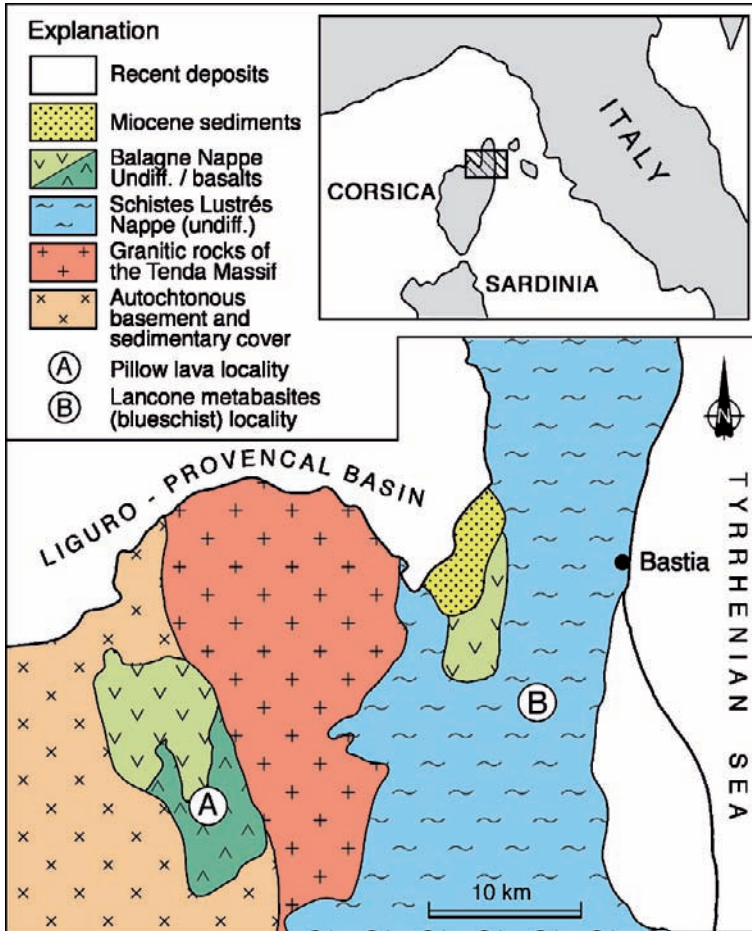 Explanation
Recent deposits
Miocene sediments
Balagne Nappe
Undiff. / basalts
Schistes Lustrés
Nappe (undiff.)
Granitic rocks of
the Tenda Massif
Autochtonous
basement and
sedimentary cover
A
Pillow lava locality
B
Lancone metabasites
(blueschist) locality
ITALY
CORSICA
SARDINIA
N
LIGURO - PROVENCAL BASIN
TYRRHENIAN SEA
Bastia
B
A
10 km